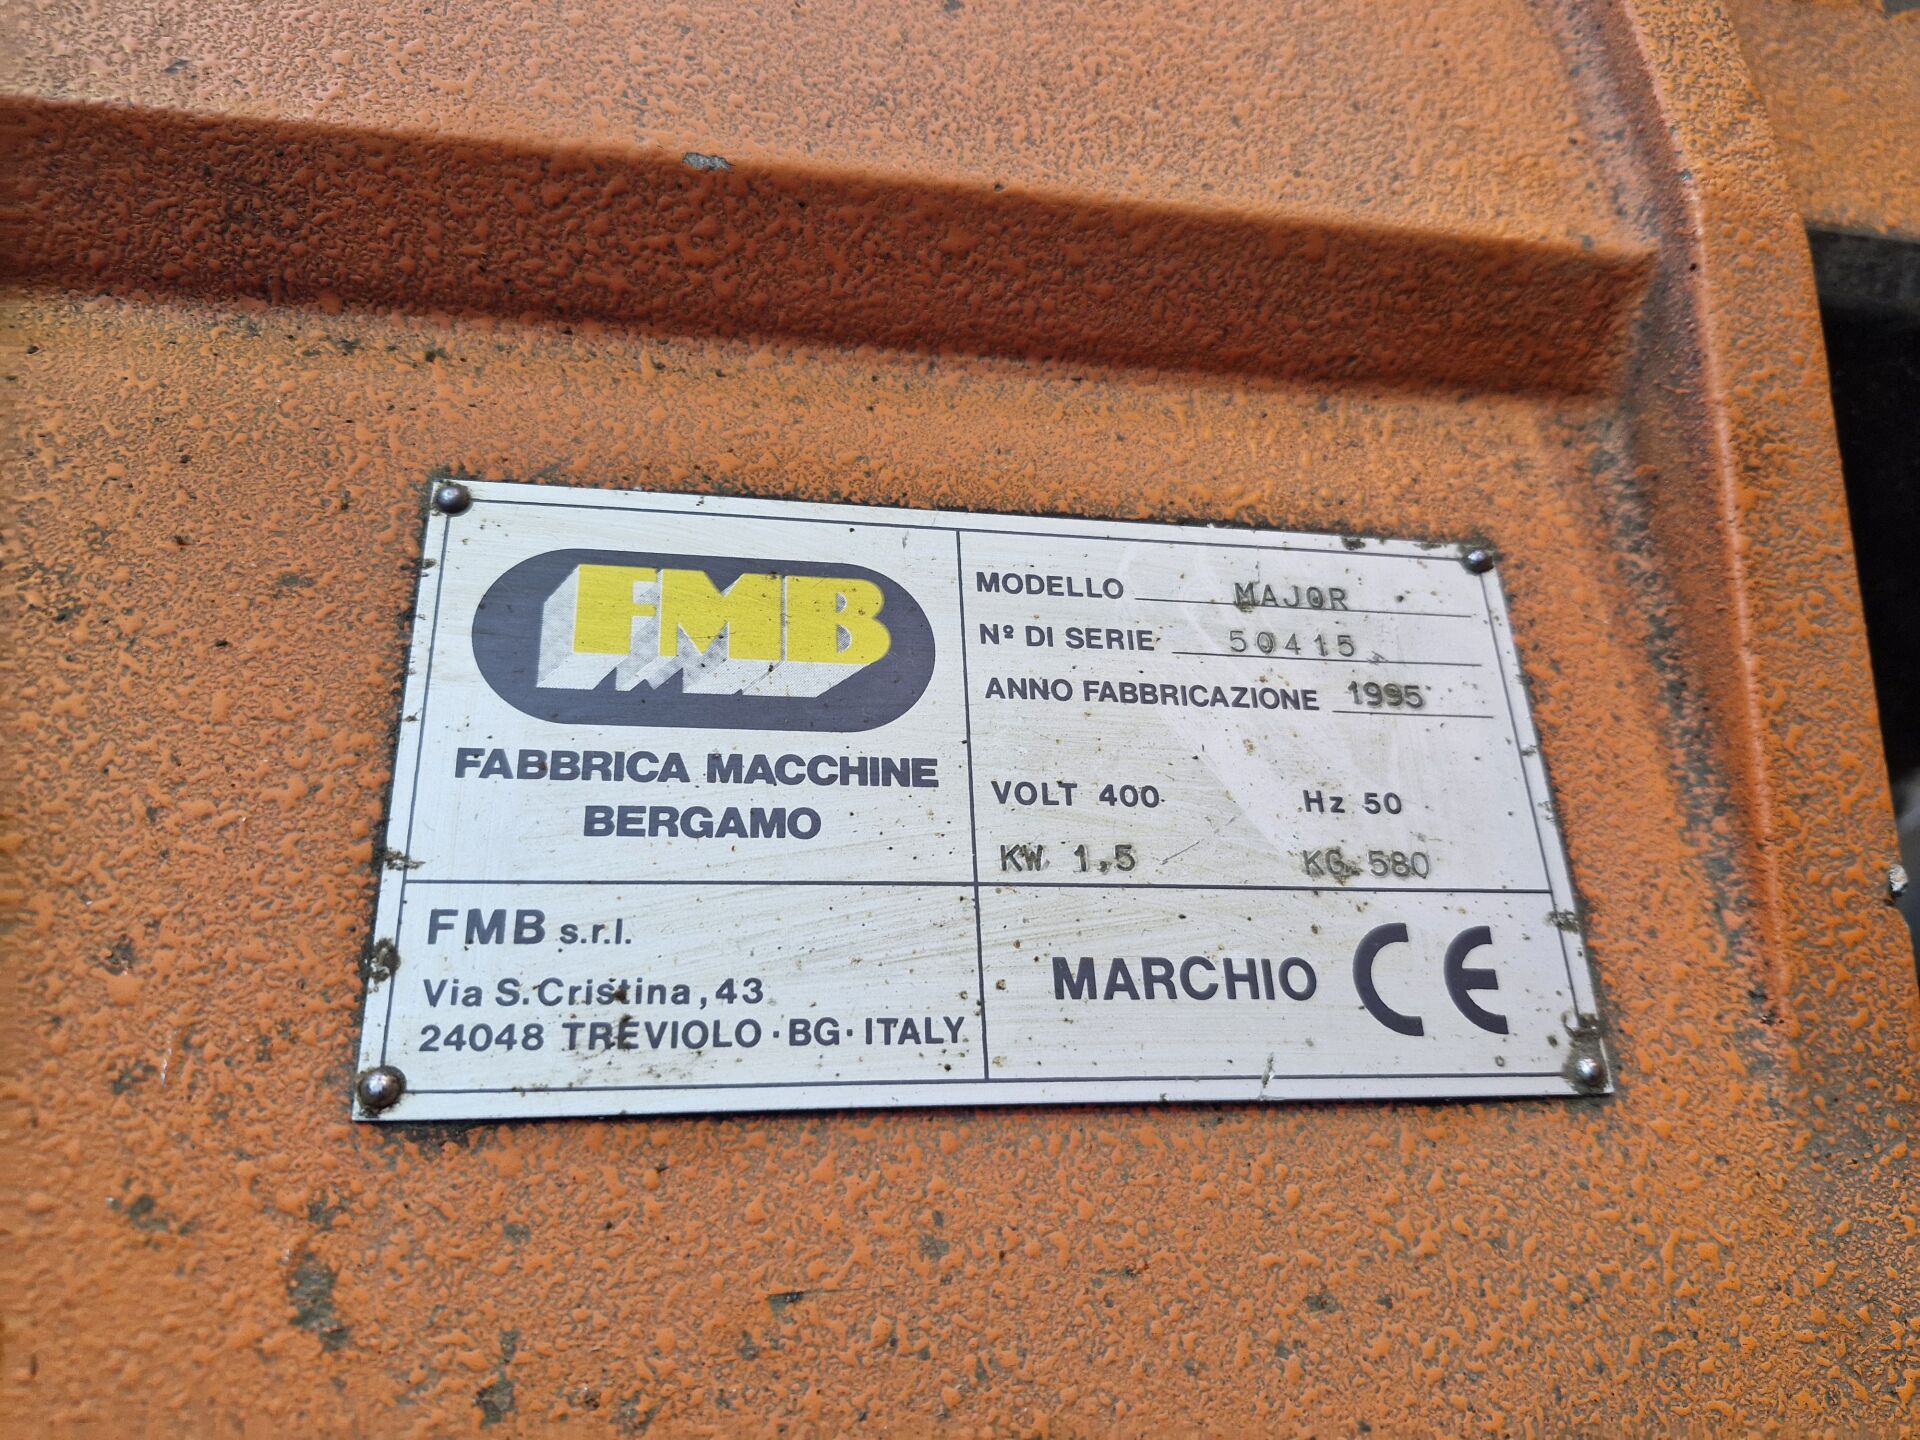 FMB
FABBRICA MACCHINE
BERGAMO
MODELLO MAJOR
Nº DI SERIE 50415
ANNO FABBRICAZIONE 1995
VOLT 400 Hz 50
KW 1,5 KG 580
FMB s.r.l.
Via S. Cristina, 43
24048 TREVIOLO · BG · ITALY
MARCHIO CE